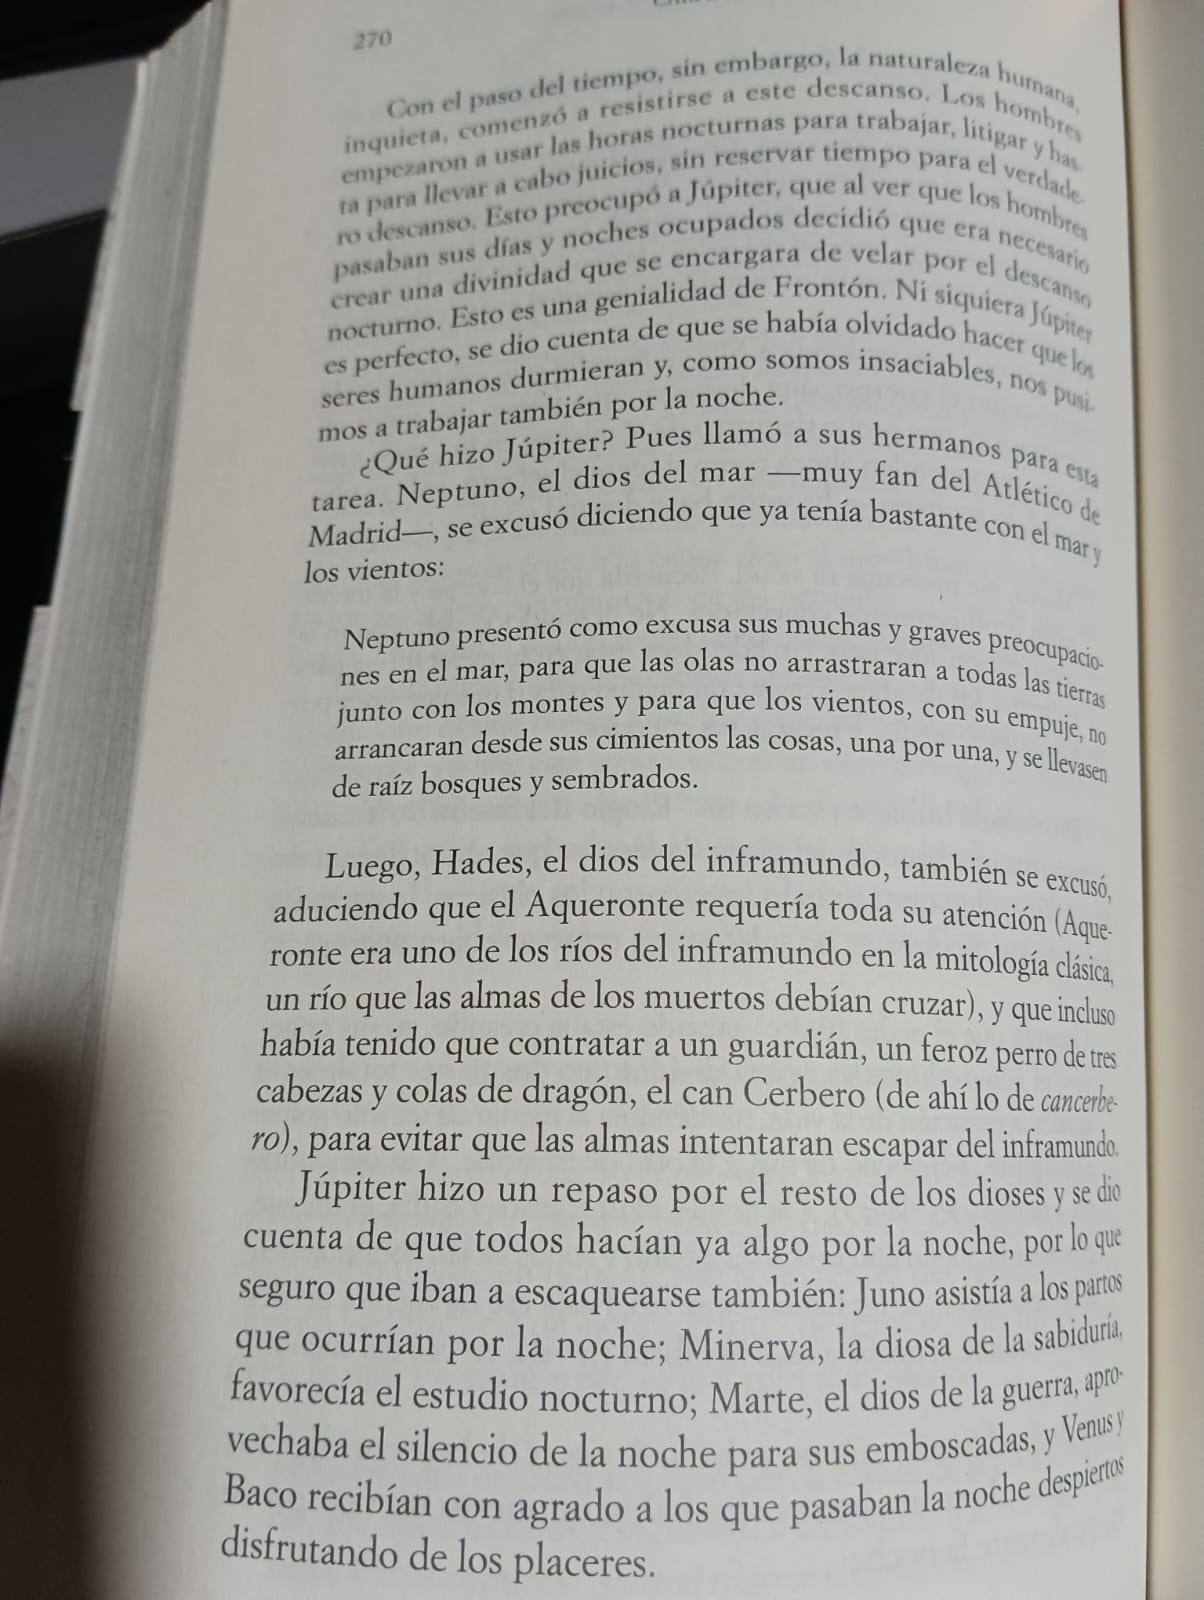 270
Con el paso del tiempo, sin embargo, la naturaleza humana,
inquieta, comenzó a resistirse a este descanso. Los hombres
empezaron a usar las horas nocturnas para trabajar, litigar y has-
ta para llevar a cabo juicios, sin reservar tiempo para el verdade-
ro descanso. Esto preocupó a Júpiter, que al ver que los hombres
pasaban sus días y noches ocupados decidió que era necesario
crear una divinidad que se encargara de velar por el descanso
nocturno. Esto es una genialidad de Frontón. Ni siquiera Júpiter
es perfecto, se dio cuenta de que se había olvidado hacer que los
seres humanos durmieran y, como somos insaciables, nos pusi-
mos a trabajar también por la noche.
¿Qué hizo Júpiter? Pues llamó a sus hermanos para esta
tarea. Neptuno, el dios del mar —muy fan del Atlético de
Madrid—, se excusó diciendo que ya tenía bastante con el mar y
los vientos:
Neptuno presentó como excusa sus muchas y graves preocupacio-
nes en el mar, para que las olas no arrastraran a todas las tierras
junto con los montes y para que los vientos, con su empuje, no
arrancaran desde sus cimientos las cosas, una por una, y se llevasen
de raíz bosques y sembrados.
Luego, Hades, el dios del inframundo, también se excusó,
aduciendo que el Aqueronte requería toda su atención (Aque-
ronte era uno de los ríos del inframundo en la mitología clásica,
un río que las almas de los muertos debían cruzar), y que incluso
había tenido que contratar a un guardián, un feroz perro de tres
cabezas y colas de dragón, el can Cerbero (de ahí lo de cancerbe-
ro), para evitar que las almas intentaran escapar del inframundo.
Júpiter hizo un repaso por el resto de los dioses y se dio
cuenta de que todos hacían ya algo por la noche, por lo que
seguro que iban a escaquearse también: Juno asistía a los partos
que ocurrían por la noche; Minerva, la diosa de la sabiduría,
favorecía el estudio nocturno; Marte, el dios de la guerra, apro-
vechaba el silencio de la noche para sus emboscadas, y Venus y
Baco recibían con agrado a los que pasaban la noche despiertos
disfrutando de los placeres.